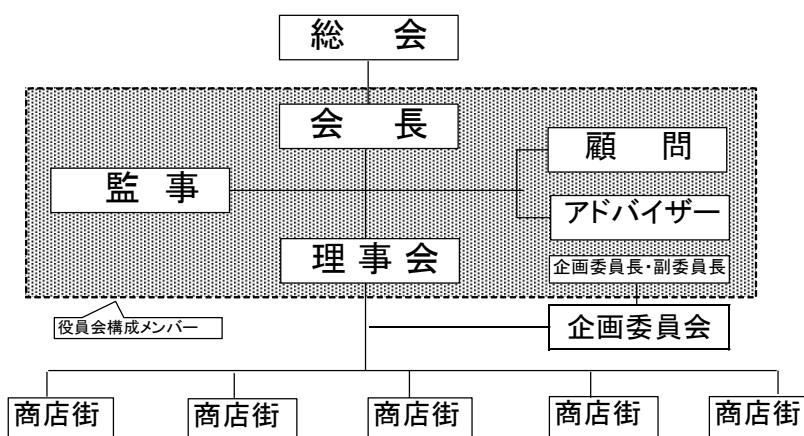 総　会
会　長
顧　問
監　事
アドバイザー
理 事 会
企画委員長・副委員長
役員会構成メンバー
企画委員会
商店街
商店街
商店街
商店街
商店街